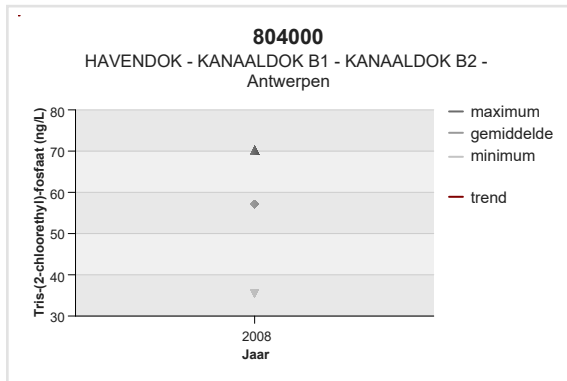 804000
HAVENDOK - KANAALDOK B1 - KANAALDOK B2 -
Antwerpen
Tris-(2-chloorethyl)-fosfaat (ng/L)
80
70
60
50
40
30
2008
Jaar
maximum
gemiddelde
minimum
trend